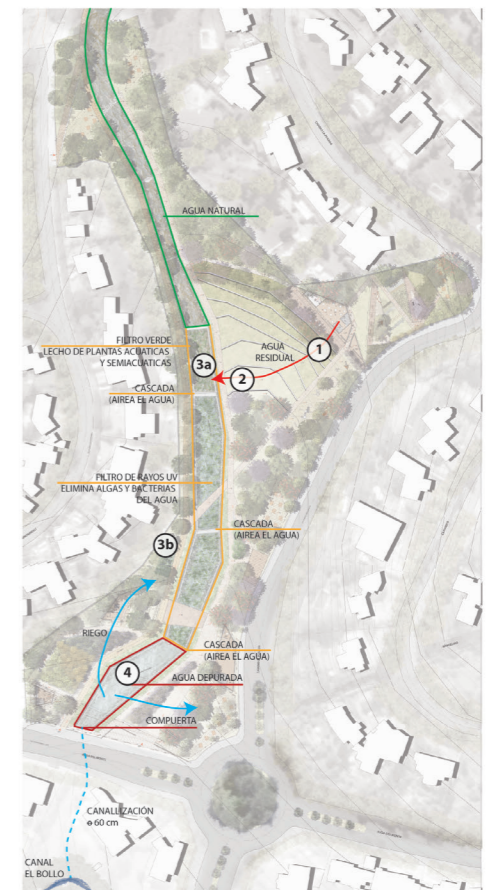 AGUA NATURAL
1
FILTRO VERDE
LECHO DE PLANTAS ACUATICAS
Y SEMIACUATICAS
3a
AGUA
RESIDUAL
2
CASCADA
(AIREA EL AGUA)
FILTRO DE RAYOS UV
ELIMINA ALGAS Y BACTERIAS
DEL AGUA
CASCADA
(AIREA EL AGUA)
3b
RIEGO
CASCADA
(AIREA EL AGUA)
4
AGUA DEPURADA
COMPUERTA
CANALLIZACIÓN
ϕ 60 cm
CANAL
EL BOLLO